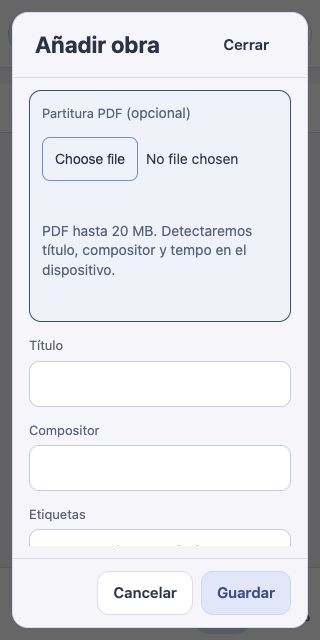 Añadir obra
Cerrar
Partitura PDF (opcional)
Choose file
No file chosen
PDF hasta 20 MB. Detectaremos
título, compositor y tempo en el
dispositivo.
Título
Compositor
Etiquetas
Cancelar
Guardar